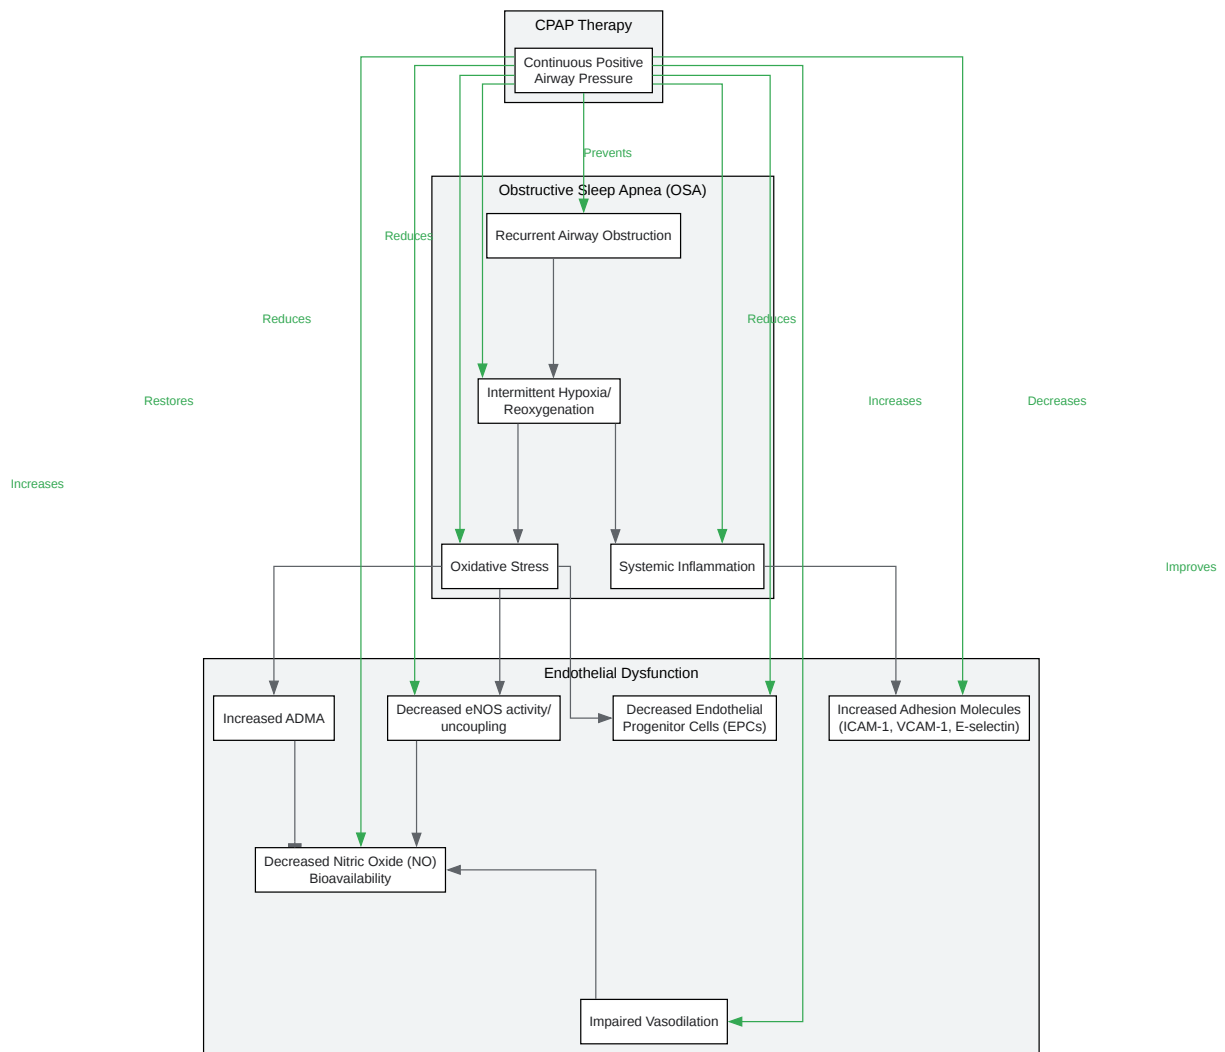 CPAP Therapy
Continuous Positive
Airway Pressure
Prevents
Obstructive Sleep Apnea (OSA)
Reduces
Recurrent Airway Obstruction
Reduces
Reduces
Intermittent Hypoxia/
Reoxygenation
Restores
Increases
Decreases
Increases
Oxidative Stress
Systemic Inflammation
Improves
Endothelial Dysfunction
Increased ADMA
Decreased eNOS activity/
uncoupling
Decreased Endothelial
Progenitor Cells (EPCs)
Increased Adhesion Molecules
(ICAM-1, VCAM-1, E-selectin)
Decreased Nitric Oxide (NO)
Bioavailability
Impaired Vasodilation